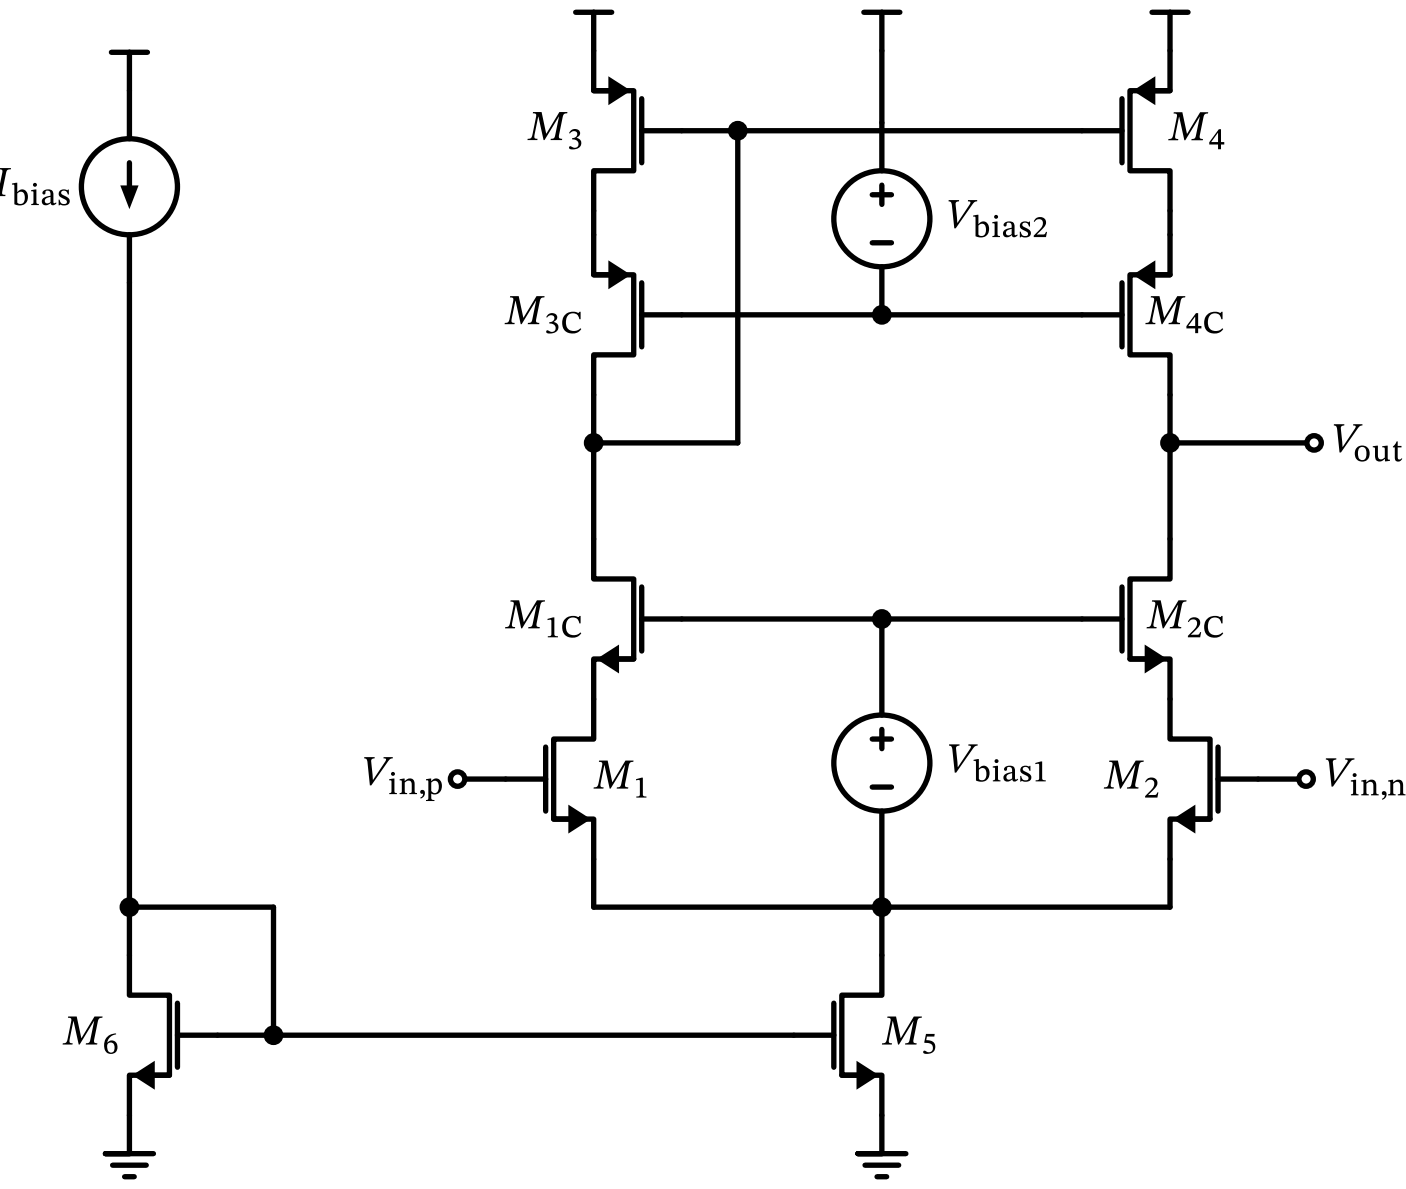 M3
M4
Ibias
+
−
Vbias2
M3C
M4C
Vout
M1C
M2C
Vin,p
M1
+
−
Vbias1
M2
Vin,n
M6
M5